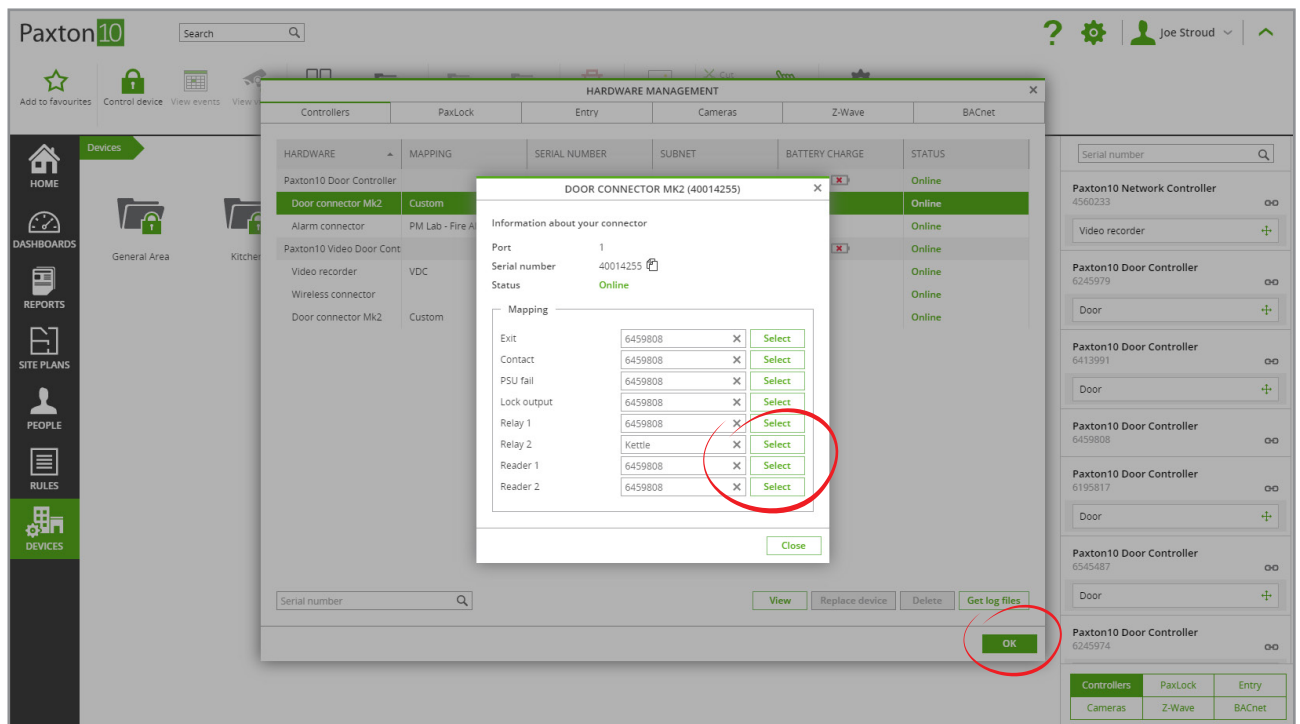 Paxton10
Search
Joe Stroud
Add to favourites
Control device
View events
Cut
HOME
DASHBOARDS
REPORTS
SITE PLANS
PEOPLE
RULES
DEVICES
Devices
General Area
HARDWARE MANAGEMENT
Controllers PaxLock Entry Cameras Z-Wave BACnet
HARDWARE MAPPING SERIAL NUMBER SUBNET BATTERY CHARGE STATUS
Paxton10 Door Controller Online
Door connector Mk2 Custom Online
Alarm connector PM Lab - Fire Online
Paxton10 Video Door Cont Online
Video recorder VDC Online
Wireless connector Online
Door connector Mk2 Custom Online
Serial number
View Replace device Delete Get log files
OK
DOOR CONNECTOR MK2 (40014255)
Information about your connector
Port 1
Serial number 40014255
Status Online
Mapping
Exit 6459808 Select
Contact 6459808 Select
PSU fail 6459808 Select
Lock output 6459808 Select
Relay 1 6459808 Select
Relay 2 Kettle Select
Reader 1 6459808 Select
Reader 2 6459808 Select
Close
Serial number
Paxton10 Network Controller
4560233
Video recorder
Paxton10 Door Controller
6245979
Door
Paxton10 Door Controller
6413991
Door
Paxton10 Door Controller
6459808
Paxton10 Door Controller
6195817
Door
Paxton10 Door Controller
6545487
Door
Paxton10 Door Controller
6245974
Controllers PaxLock Entry
Cameras Z-Wave BACnet